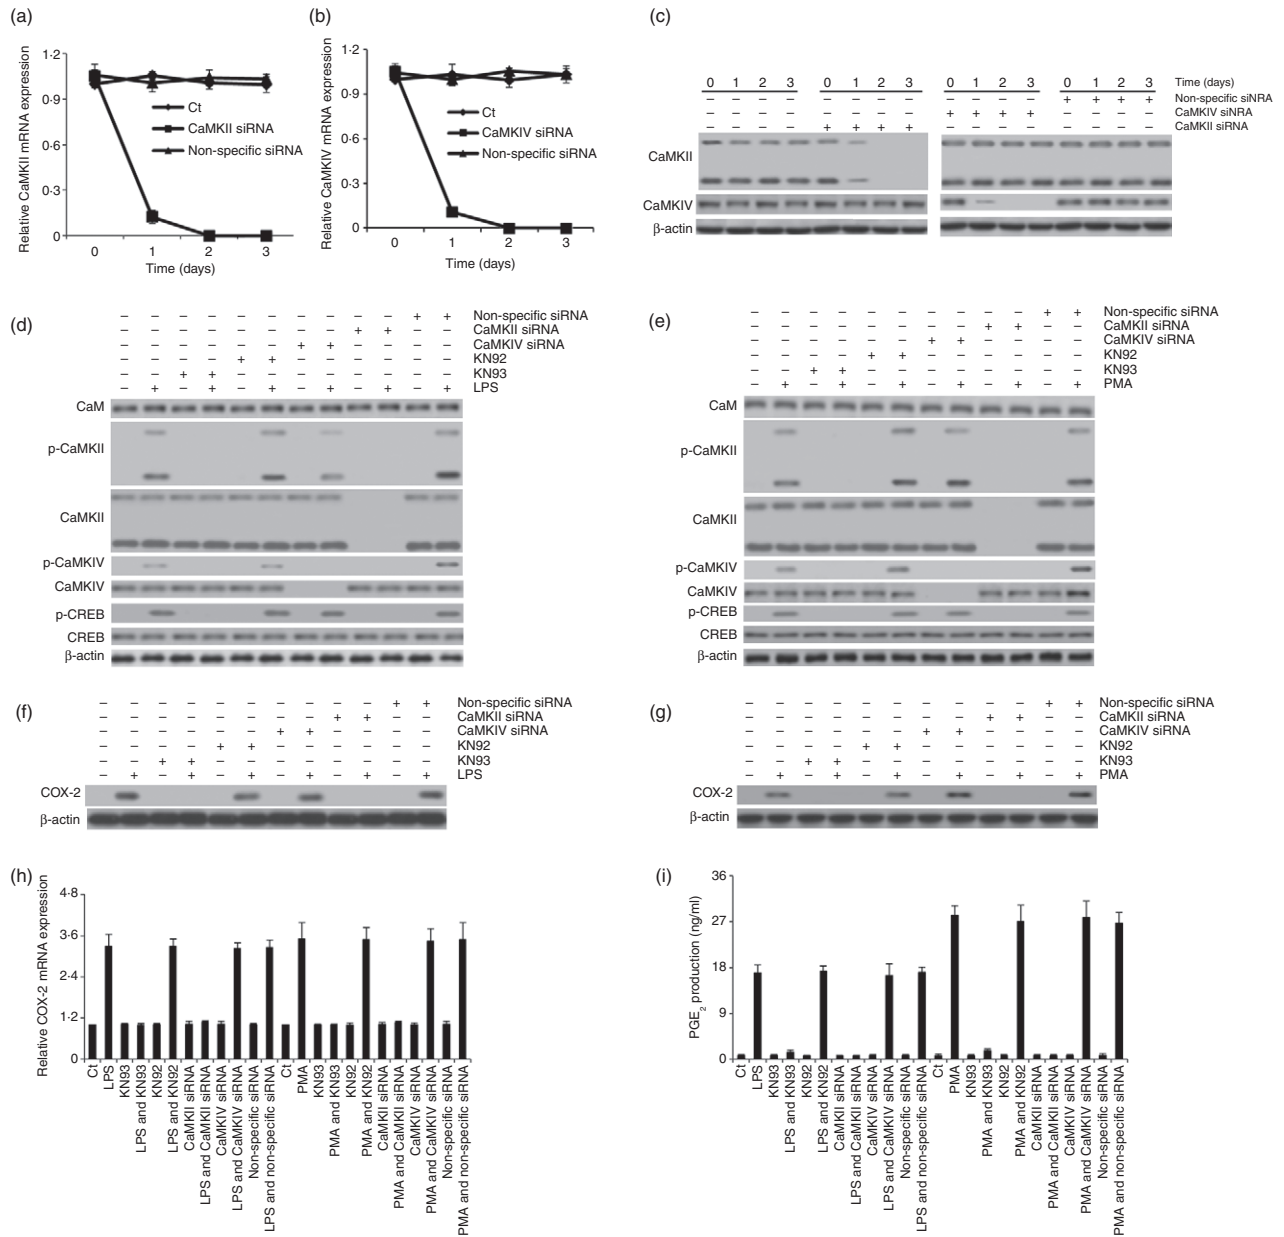 (a)
Relative CaMKII mRNA expression
1·2
0·9
0·6
0·3
0
0 1 2 3
Time (days)
Ct
CaMKII siRNA
Non-specific siRNA
(b)
Relative CaMKIV mRNA expression
1·2
0·9
0·6
0·3
0
0 1 2 3
Time (days)
Ct
CaMKIV siRNA
Non-specific siRNA
(c)
0 1 2 3 0 1 2 3 0 1 2 3 0 1 2 3 Time (days)
– – – – – – – – – – – – + + + + Non-specific siNRA
– – – – – – – – + + + + – – – – CaMKIV siNRA
– – – – + + + + – – – – – – – – CaMKII siRNA
CaMKII
CaMKIV
β-actin
(d)
– – – – – – – – – – + + Non-specific siRNA
– – – – – – – – + + – – CaMKII siRNA
– – – – – – + + – – – – CaMKIV siRNA
– – – – + + – – – – – – KN92
– – + + – – – – – – – – KN93
– + – + – + – + – + – + LPS
CaM
p-CaMKII
CaMKII
p-CaMKIV
CaMKIV
p-CREB
CREB
β-actin
(e)
– – – – – – – – – – + + Non-specific siRNA
– – – – – – – – + + – – CaMKII siRNA
– – – – – – + + – – – – CaMKIV siRNA
– – – – + + – – – – – – KN92
– – + + – – – – – – – – KN93
– + – + – + – + – + – + PMA
CaM
p-CaMKII
CaMKII
p-CaMKIV
CaMKIV
p-CREB
CREB
β-actin
(f)
– – – – – – – – – – + + Non-specific siRNA
– – – – – – – – + + – – CaMKII siRNA
– – – – – – + + – – – – CaMKIV siRNA
– – – – + + – – – – – – KN92
– – + + – – – – – – – – KN93
– + – + – + – + – + – + LPS
COX-2
β-actin
(g)
– – – – – – – – – – + + Non-specific siRNA
– – – – – – – – + + – – CaMKII siRNA
– – – – – – + + – – – – CaMKIV siRNA
– – – – + + – – – – – – KN92
– – + + – – – – – – – – KN93
– + – + – + – + – + – + PMA
COX-2
β-actin
(h)
Relative COX-2 mRNA expression
4·8
3·6
2·4
1·2
0
Ct
LPS
KN93
LPS and KN93
KN92
LPS and KN92
CaMKII siRNA
LPS and CaMKII siRNA
CaMKIV siRNA
LPS and CaMKIV siRNA
Non-specific siRNA
LPS and non-specific siRNA
Ct
PMA
KN93
PMA and KN93
KN92
PMA and KN92
CaMKII siRNA
PMA and CaMKII siRNA
CaMKIV siRNA
PMA and CaMKIV siRNA
Non-specific siRNA
PMA and non-specific siRNA
(i)
PGE2 production (ng/ml)
36
27
18
9
0
Ct
LPS
KN93
LPS and KN93
KN92
LPS and KN92
CaMKII siRNA
LPS and CaMKII siRNA
CaMKIV siRNA
LPS and CaMKIV siRNA
Non-specific siRNA
LPS and non-specific siRNA
Ct
PMA
KN93
PMA and KN93
KN92
PMA and KN92
CaMKII siRNA
PMA and CaMKII siRNA
CaMKIV siRNA
PMA and CaMKIV siRNA
Non-specific siRNA
PMA and non-specific siRNA